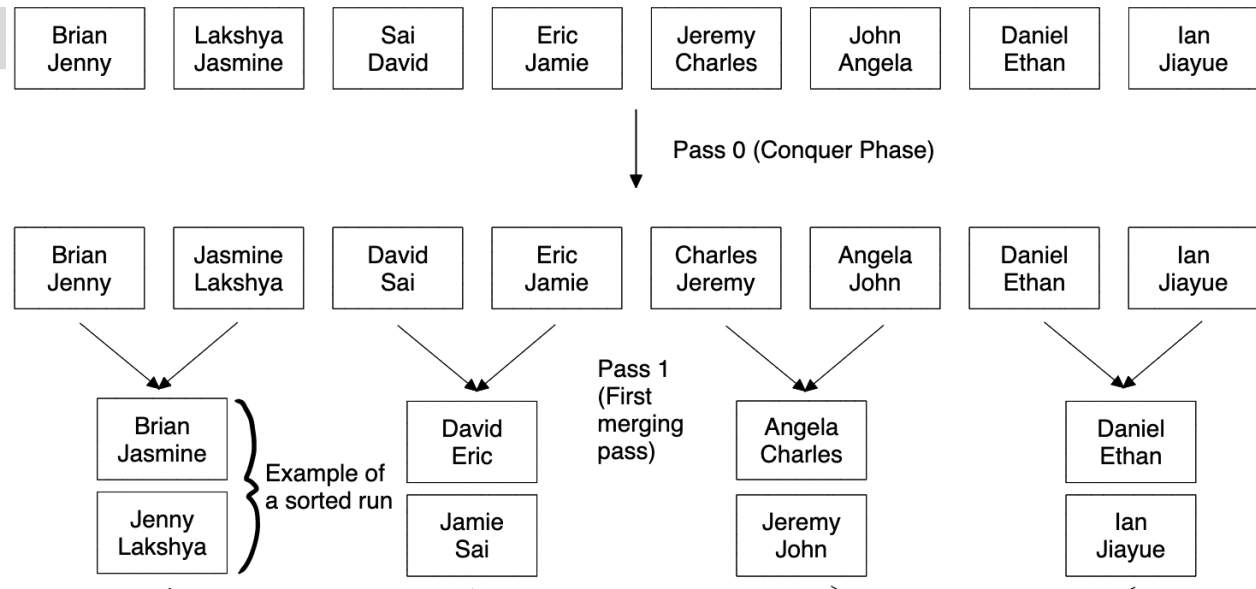 Brian
Jenny
Lakshya
Jasmine
Sai
David
Eric
Jamie
Jeremy
Charles
John
Angela
Daniel
Ethan
Ian
Jiayue
Pass 0 (Conquer Phase)
Brian
Jenny
Jasmine
Lakshya
David
Sai
Eric
Jamie
Charles
Jeremy
Angela
John
Daniel
Ethan
Ian
Jiayue
Pass 1
(First
merging
pass)
Brian
Jasmine
Jenny
Lakshya
Example of
a sorted run
David
Eric
Jamie
Sai
Angela
Charles
Jeremy
John
Daniel
Ethan
Ian
Jiayue